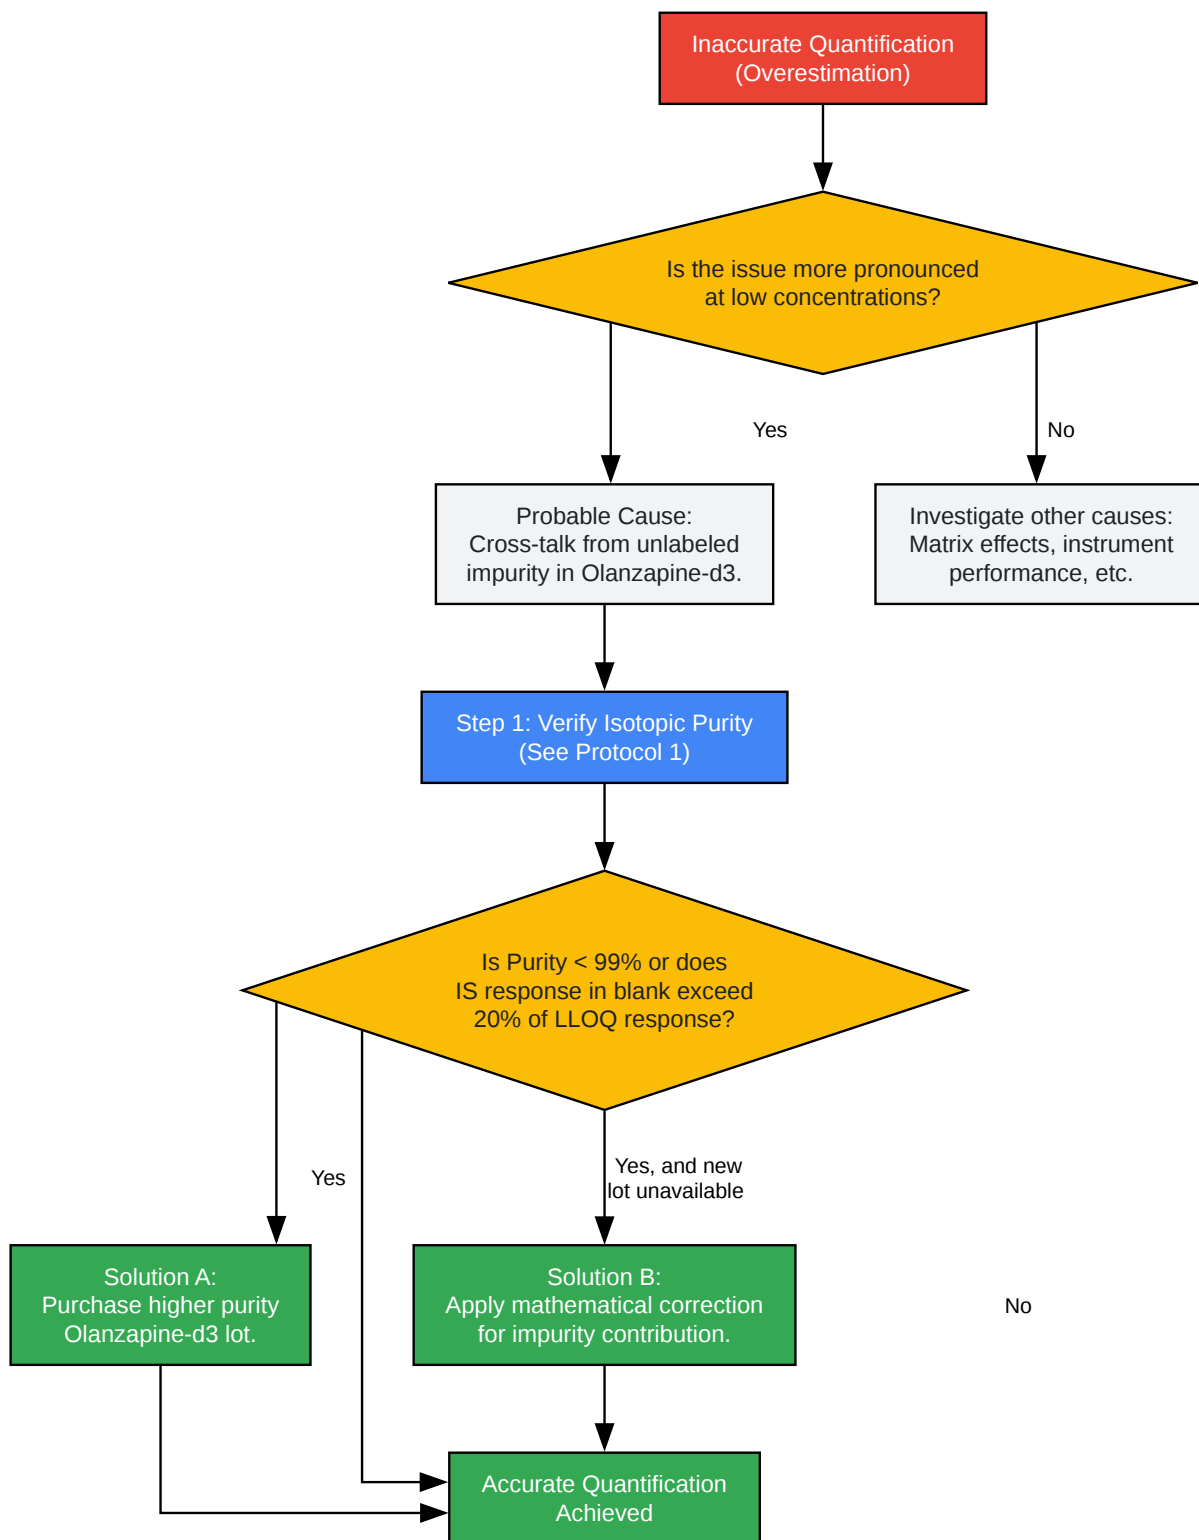 Inaccurate Quantification
(Overestimation)
Is the issue more pronounced
at low concentrations?
Yes
No
Probable Cause:
Cross-talk from unlabeled
impurity in Olanzapine-d3.
Investigate other causes:
Matrix effects, instrument
performance, etc.
Step 1: Verify Isotopic Purity
(See Protocol 1)
Is Purity < 99% or does
IS response in blank exceed
20% of LLOQ response?
Yes
Yes, and new
lot unavailable
Solution A:
Purchase higher purity
Olanzapine-d3 lot.
Solution B:
Apply mathematical correction
for impurity contribution.
No
Accurate Quantification
Achieved